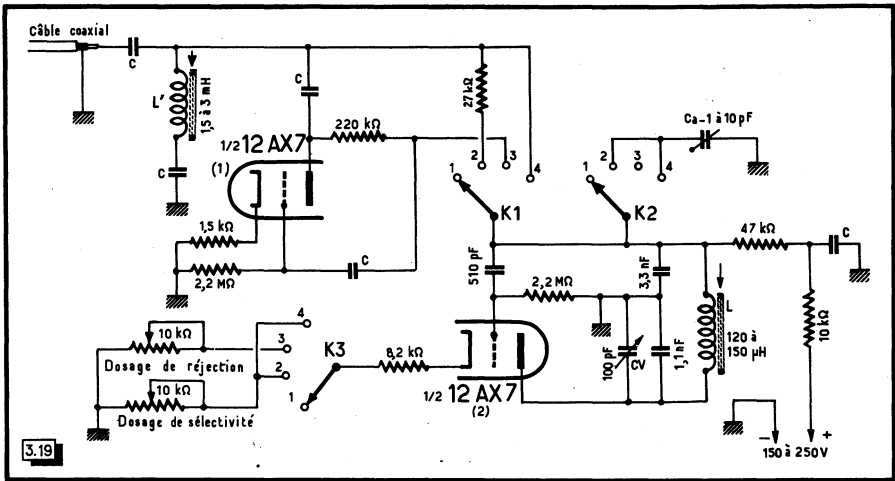 Câble coaxial
C
L'
1,5 à 3 mH
C
C
220 kΩ
1/2 12 AX7
(1)
27 kΩ
1
2
3
4
K1
1
2
3
4
K2
Ca-1 à 10 pF
1,5 kΩ
2,2 MΩ
C
510 pF
2,2 MΩ
3,3 nF
47 kΩ
C
L
120 à
150 µH
10 kΩ
100 pF
CV
1,1 nF
10 kΩ
Dosage de réjection
10 kΩ
Dosage de sélectivité
4
3
2
1
K3
8,2 kΩ
1/2 12 AX7
(2)
- +
150 à 250 V
3.19